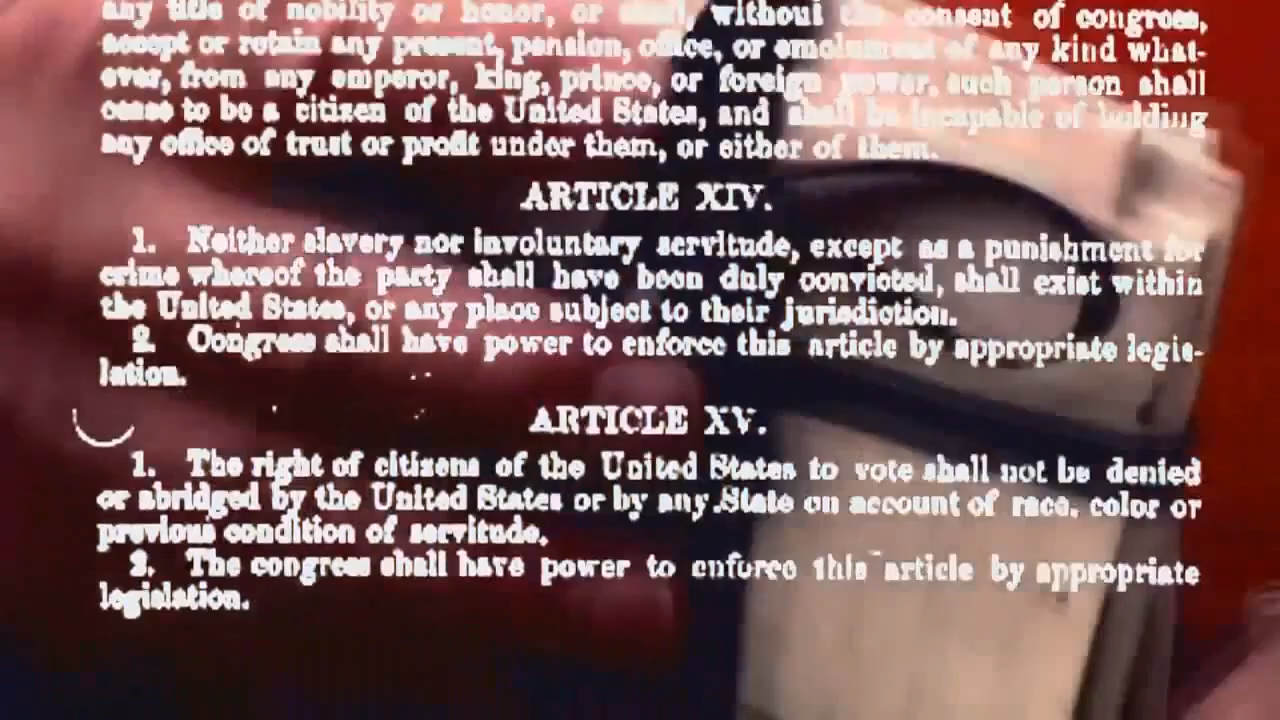 any title of nobility or honor, or shall, without the consent of congress,
accept or retain any present, pension, office, or emolument of any kind what-
ever, from any emperor, king, prince, or foreign power, such person shall
cease to be a citizen of the United States, and shall be incapable of holding
any office of trust or profit under them, or either of them.
ARTICLE XIV.
1. Neither slavery nor involuntary servitude, except as a punishment for
crime whereof the party shall have been duly convicted, shall exist within
the United States, or any place subject to their jurisdiction.
2. Congress shall have power to enforce this article by appropriate legis-
lation.
ARTICLE XV.
1. The right of citizens of the United States to vote shall not be denied
or abridged by the United States or by any State on account of race, color or
previous condition of servitude.
2. The congress shall have power to enforce this article by appropriate
legislation.